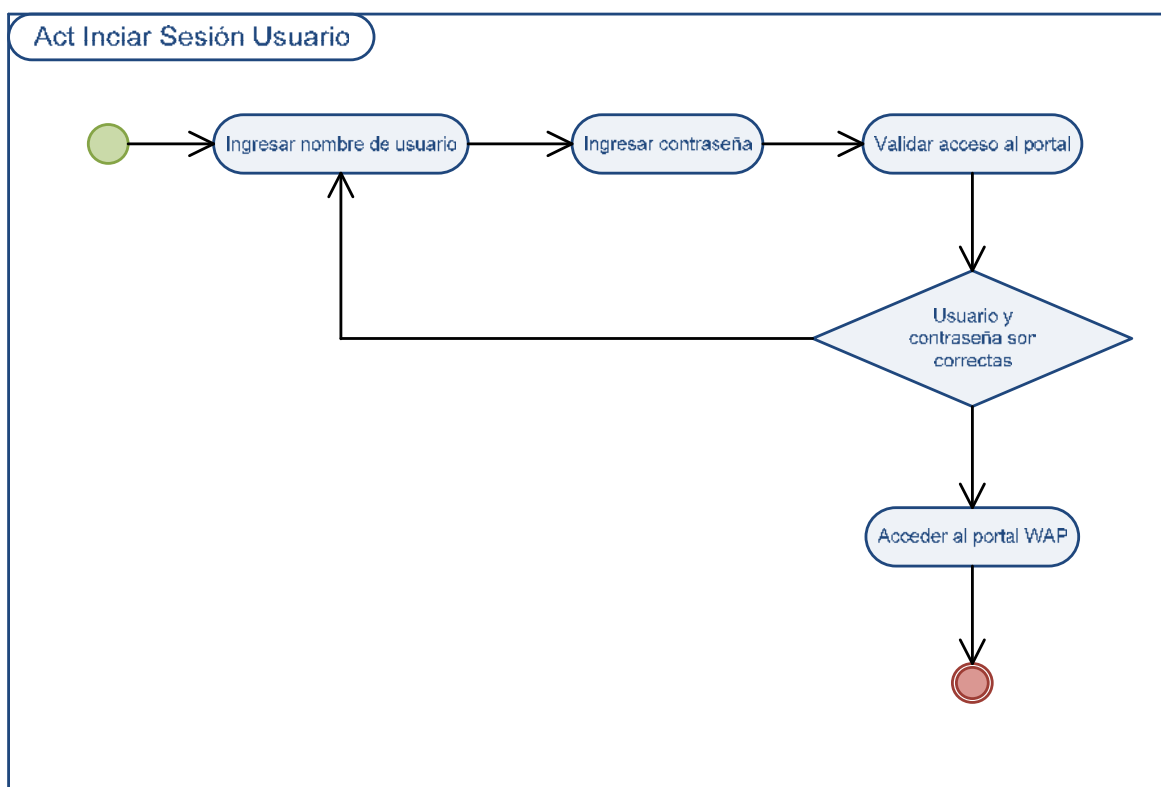 Act Inciar Sesión Usuario
Ingresar nombre de usuario
Ingresar contraseña
Validar acceso al portal
Usuario y
contraseña son
correctas
Acceder al portal WAP